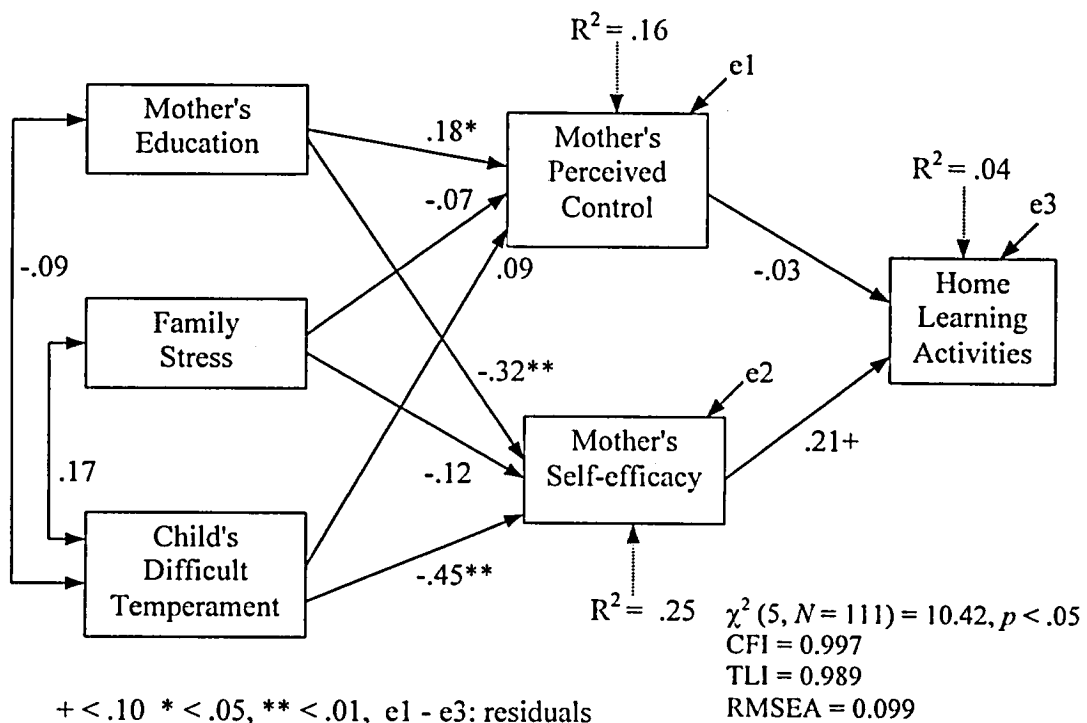 R² = .16
e1
Mother's
Education
.18*
Mother's
Perceived
Control
R² = .04
e3
-.07
-.09
.09
-.03
Home
Learning
Activities
Family
Stress
-.32**
e2
Mother's
Self-efficacy
.21+
-.12
.17
Child's
Difficult
Temperament
-.45**
R² = .25
χ² (5, N = 111) = 10.42, p < .05
CFI = 0.997
TLI = 0.989
RMSEA = 0.099
+ < .10 * < .05, ** < .01, e1 - e3: residuals